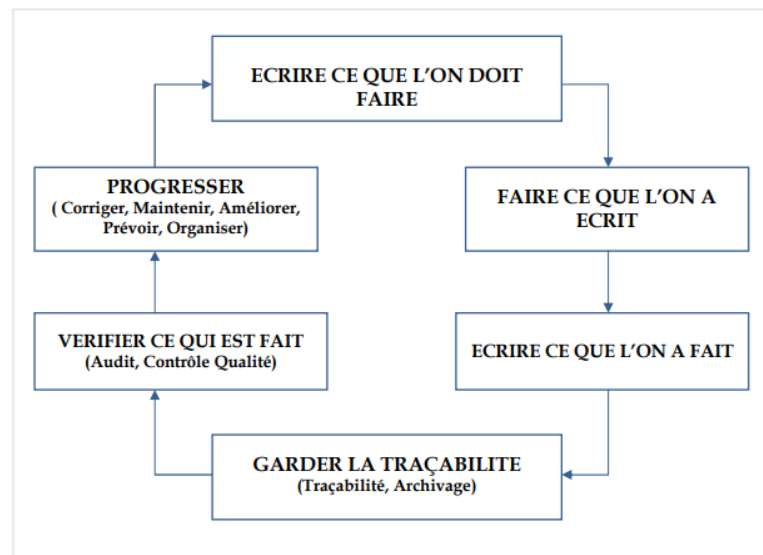 ECRIRE CE QUE L'ON DOIT
FAIRE
FAIRE CE QUE L'ON A
ECRIT
ECRIRE CE QUE L'ON A FAIT
GARDER LA TRAÇABILITE
(Traçabilité, Archivage)
VERIFIER CE QUI EST FAIT
(Audit, Contrôle Qualité)
PROGRESSER
( Corriger, Maintenir, Améliorer,
Prévoir, Organiser)